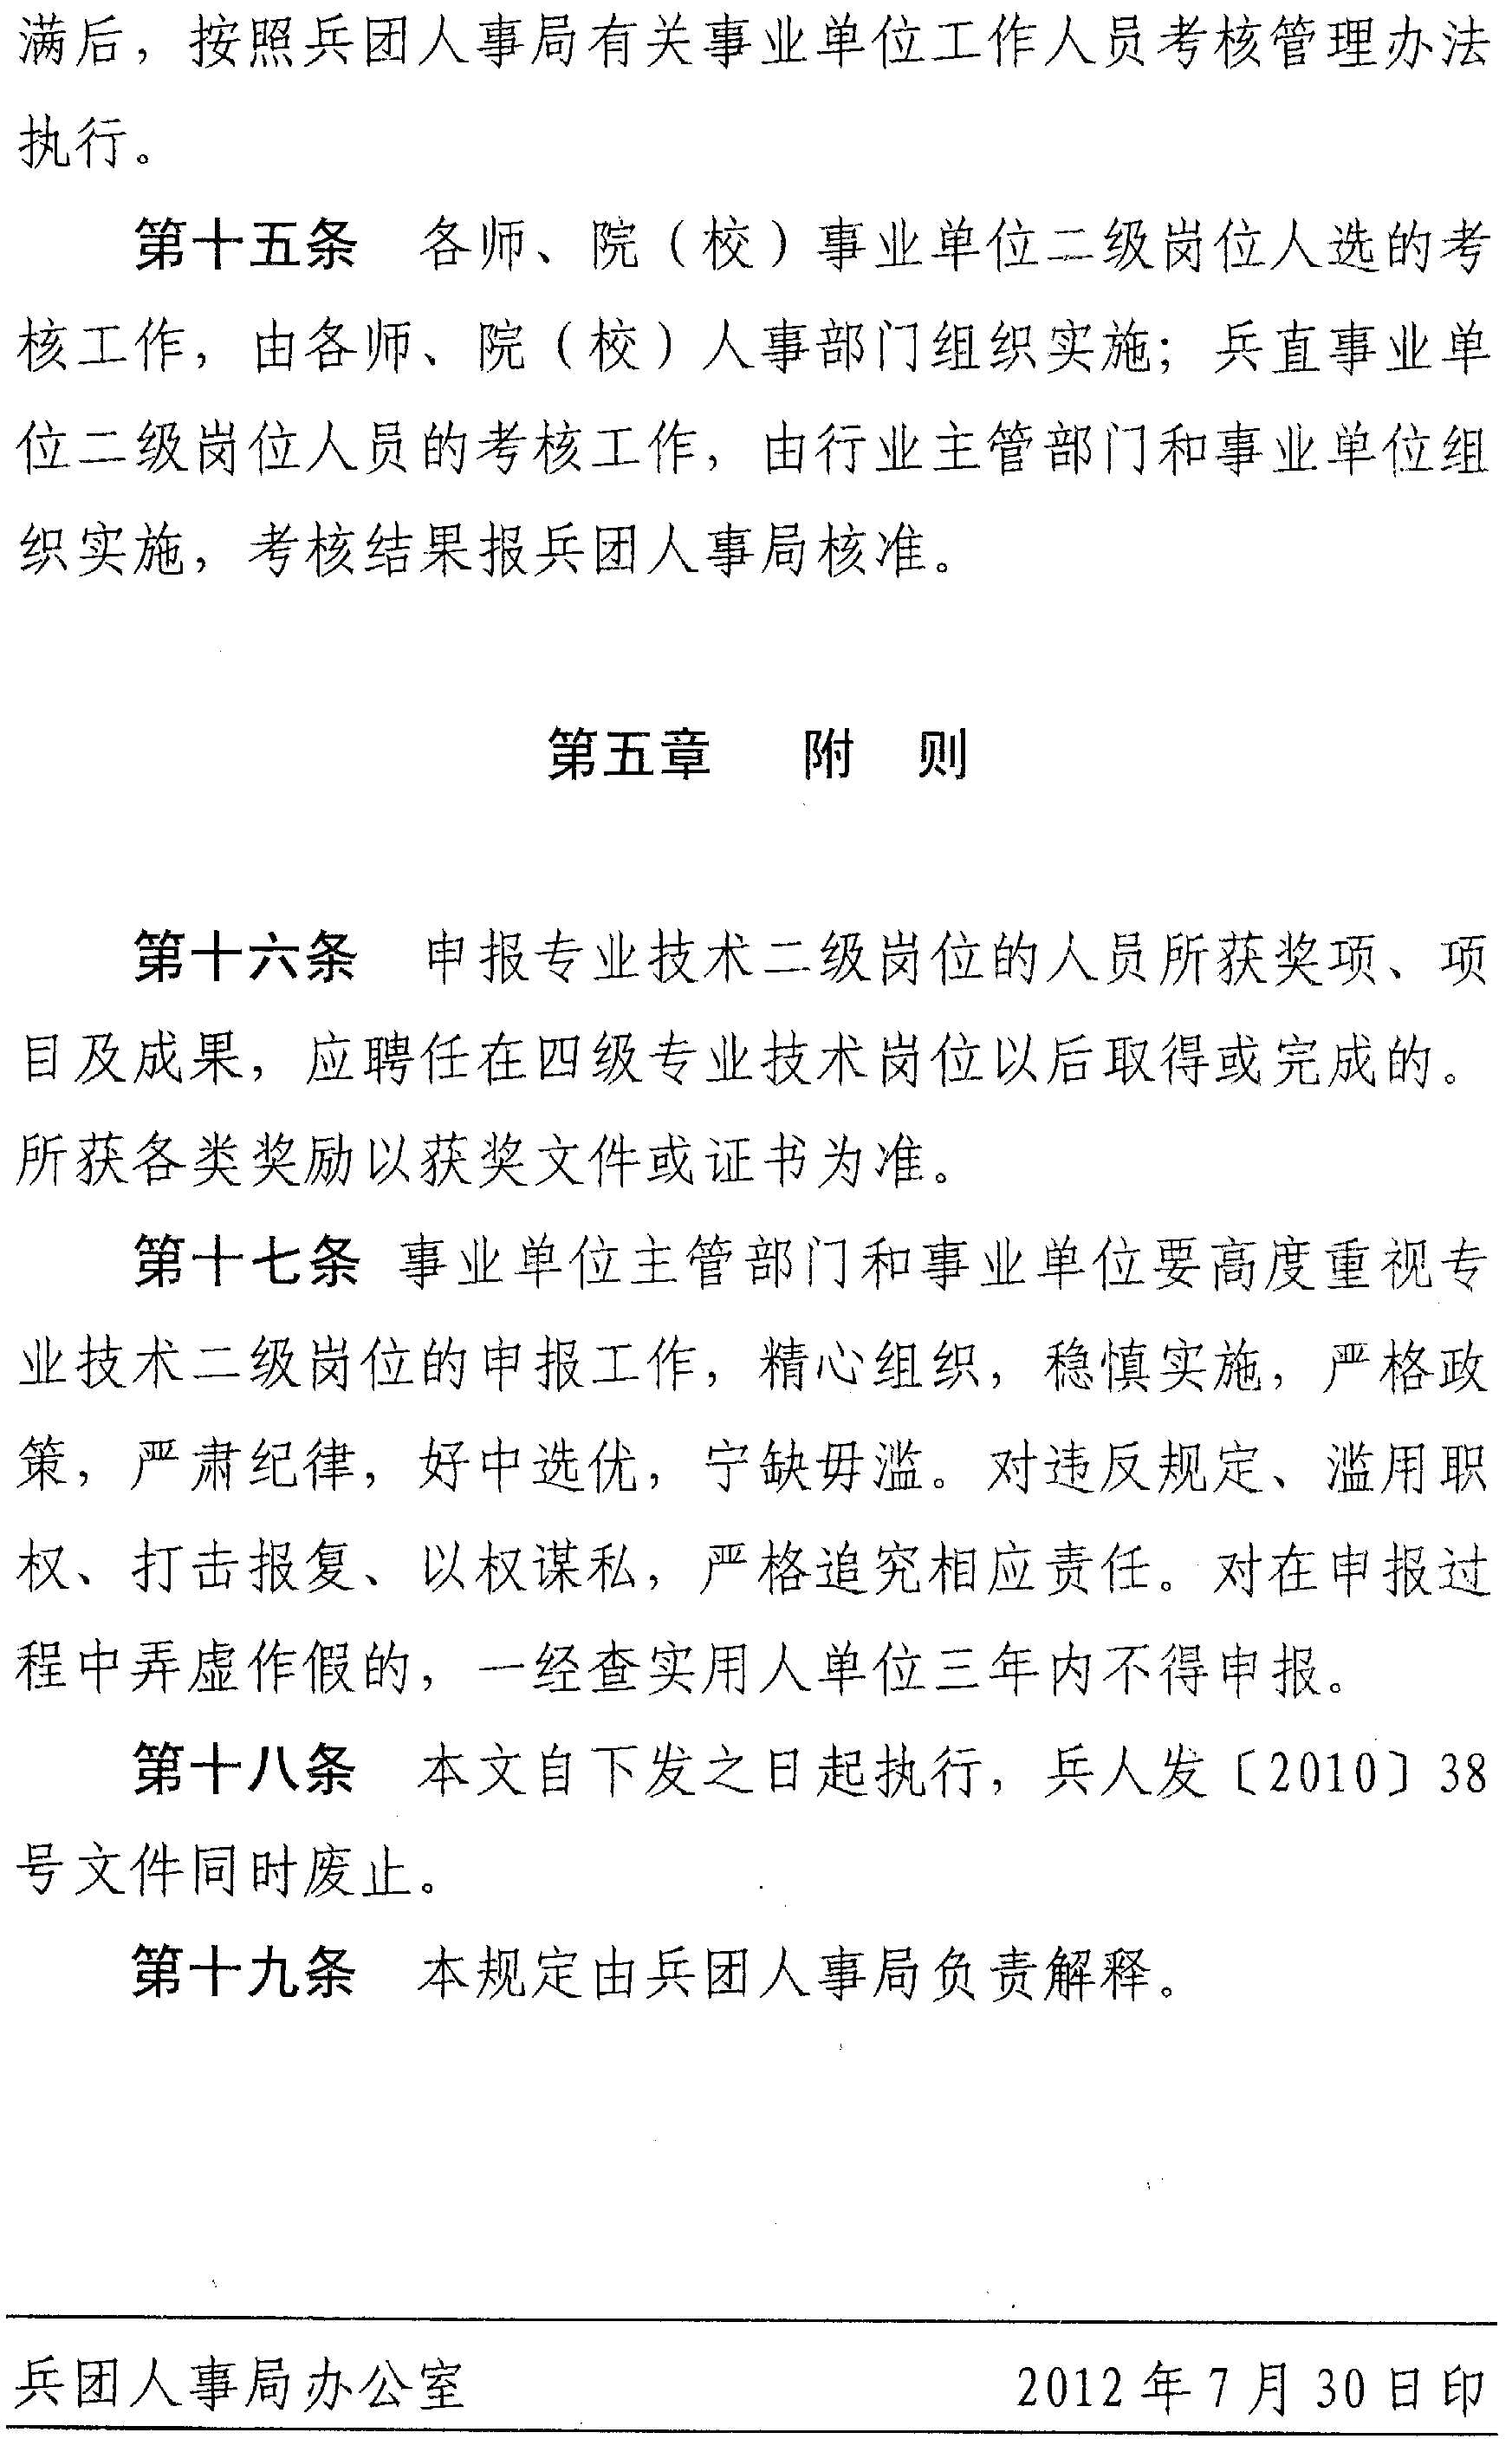 满后，按照兵团人事局有关事业单位工作人员考核管理办法
执行。
第十五条　各师、院（校）事业单位二级岗位人选的考
核工作，由各师、院（校）人事部门组织实施；兵直事业单
位二级岗位人员的考核工作，由行业主管部门和事业单位组
织实施，考核结果报兵团人事局核准。
第五章　附　则
第十六条　申报专业技术二级岗位的人员所获奖项、项
目及成果，应聘任在四级专业技术岗位以后取得或完成的。
所获各类奖励以获奖文件或证书为准。
第十七条 事业单位主管部门和事业单位要高度重视专
业技术二级岗位的申报工作，精心组织，稳慎实施，严格政
策，严肃纪律，好中选优，宁缺毋滥。对违反规定、滥用职
权、打击报复、以权谋私，严格追究相应责任。对在申报过
程中弄虚作假的，一经查实用人单位三年内不得申报。
第十八条　本文自下发之日起执行，兵人发〔2010〕38
号文件同时废止。
第十九条　本规定由兵团人事局负责解释。
兵团人事局办公室　2012 年 7 月 30 日印